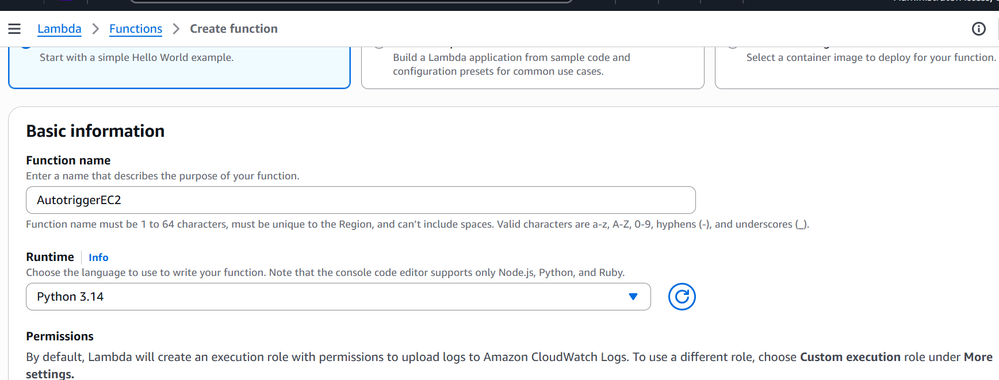 Lambda > Functions > Create function
Start with a simple Hello World example.
Build a Lambda application from sample code and
configuration presets for common use cases.
Select a container image to deploy for your function.
Basic information
Function name
Enter a name that describes the purpose of your function.
AutotriggerEC2
Function name must be 1 to 64 characters, must be unique to the Region, and can’t include spaces. Valid characters are a-z, A-Z, 0-9, hyphens (-), and underscores (_).
Runtime Info
Choose the language to use to write your function. Note that the console code editor supports only Node.js, Python, and Ruby.
Python 3.14
Permissions
By default, Lambda will create an execution role with permissions to upload logs to Amazon CloudWatch Logs. To use a different role, choose Custom execution role under More
settings.